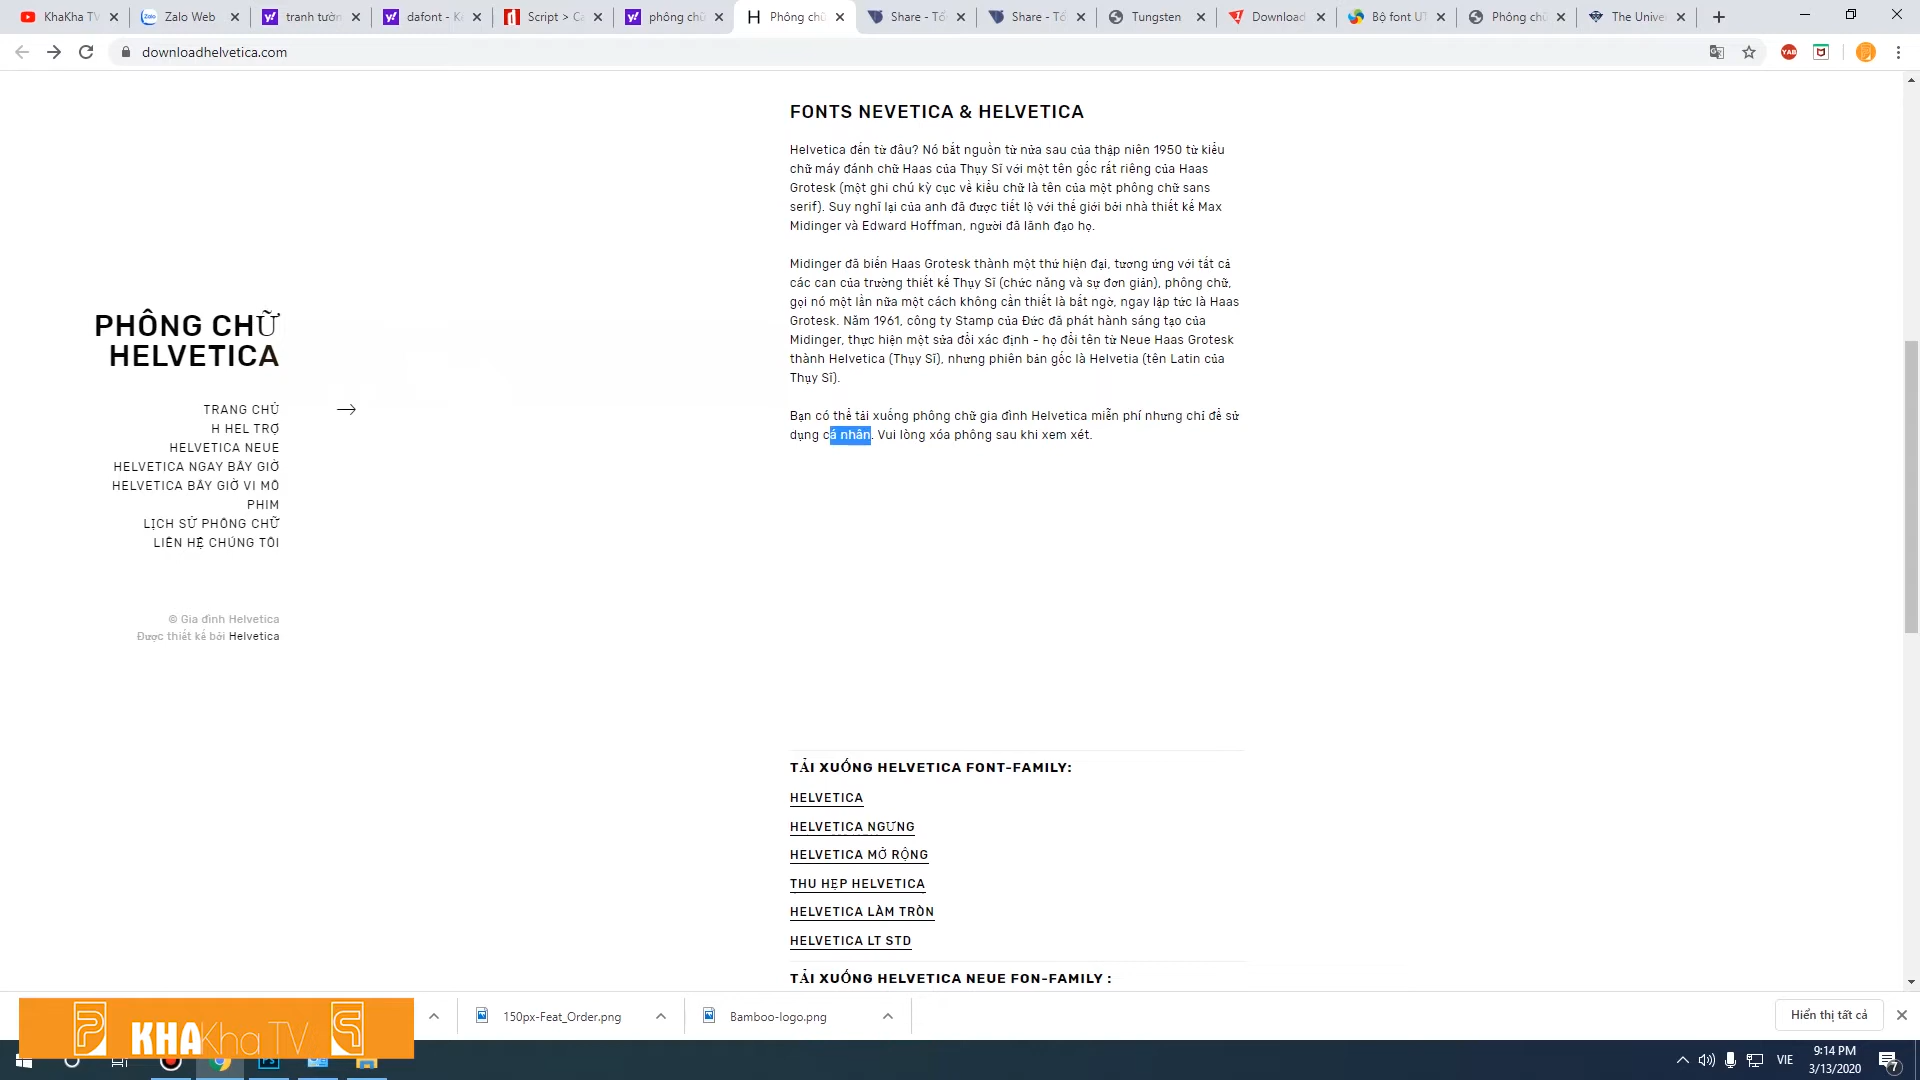 KhaKha TV
Zalo Web
tranh tườn
dafont - K
Script > Ca
phông chữ
Phông chữ
Share - Tổ
Share - Tổ
Tungsten
Download
Bộ font UT
Phông chữ
The Univer
downloadhelvetica.com
FONTS NEVETICA & HELVETICA
Helvetica đến từ đâu? Nó bắt nguồn từ nửa sau của thập niên 1950 từ kiểu
chữ máy đánh chữ Haas của Thụy Sĩ với một tên gốc rất riêng của Haas
Grotesk (một ghi chú kỳ cục về kiểu chữ là tên của một phông chữ sans
serif). Suy nghĩ lại của anh đã được tiết lộ với thế giới bởi nhà thiết kế Max
Midinger và Edward Hoffman, người đã lãnh đạo họ.
Midinger đã biến Haas Grotesk thành một thứ hiện đại, tương ứng với tất cả
các can của trường thiết kế Thụy Sĩ (chức năng và sự đơn giản), phông chữ,
gọi nó một lần nữa một cách không cần thiết là bất ngờ, ngay lập tức là Haas
Grotesk. Năm 1961, công ty Stamp của Đức đã phát hành sáng tạo của
Midinger, thực hiện một sửa đổi xác định - họ đổi tên từ Neue Haas Grotesk
thành Helvetica (Thụy Sĩ), nhưng phiên bản gốc là Helvetia (tên Latin của
Thụy Sĩ).
Bạn có thể tải xuống phông chữ gia đình Helvetica miễn phí nhưng chỉ để sử
dụng cá nhân. Vui lòng xóa phông sau khi xem xét.
PHÔNG CHỮ
HELVETICA
TRANG CHỦ
H HEL TRỢ
HELVETICA NEUE
HELVETICA NGAY BÂY GIỜ
HELVETICA BÂY GIỜ VI MÔ
PHIM
LỊCH SỬ PHÔNG CHỮ
LIÊN HỆ CHÚNG TÔI
© Gia đình Helvetica
Được thiết kế bởi Helvetica
TẢI XUỐNG HELVETICA FONT-FAMILY:
HELVETICA
HELVETICA NGƯNG
HELVETICA MỞ RỘNG
THU HẸP HELVETICA
HELVETICA LÀM TRÒN
HELVETICA LT STD
TẢI XUỐNG HELVETICA NEUE FON-FAMILY :
KHAKha TV
150px-Feat_Order.png
Bamboo-logo.png
Hiển thị tất cả
VIE
9:14 PM
3/13/2020
7